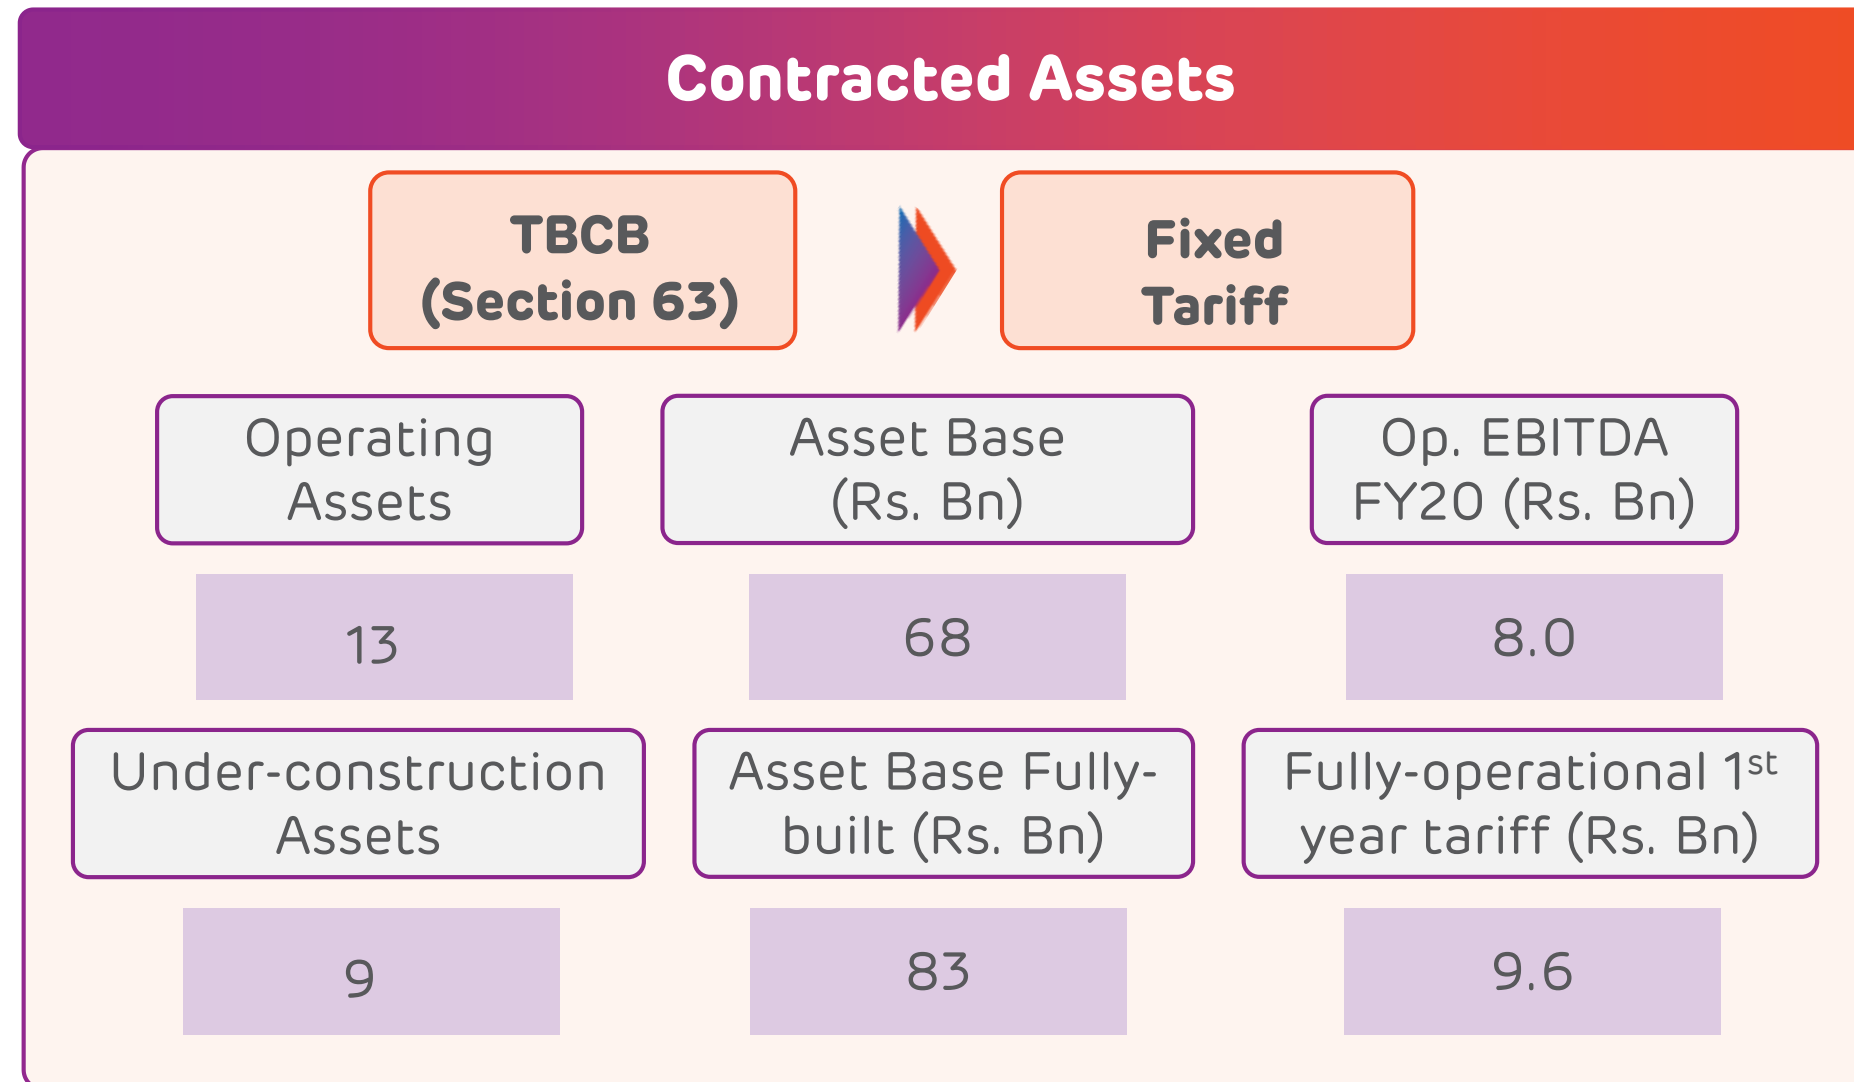 Contracted Assets
TBCB
(Section 63)
Fixed
Tariff
Operating
Assets
Asset Base
(Rs. Bn)
Op. EBITDA
FY20 (Rs. Bn)
13
68
8.0
Under-construction
Assets
Asset Base Fully-
built (Rs. Bn)
Fully-operational 1st
year tariff (Rs. Bn)
9
83
9.6